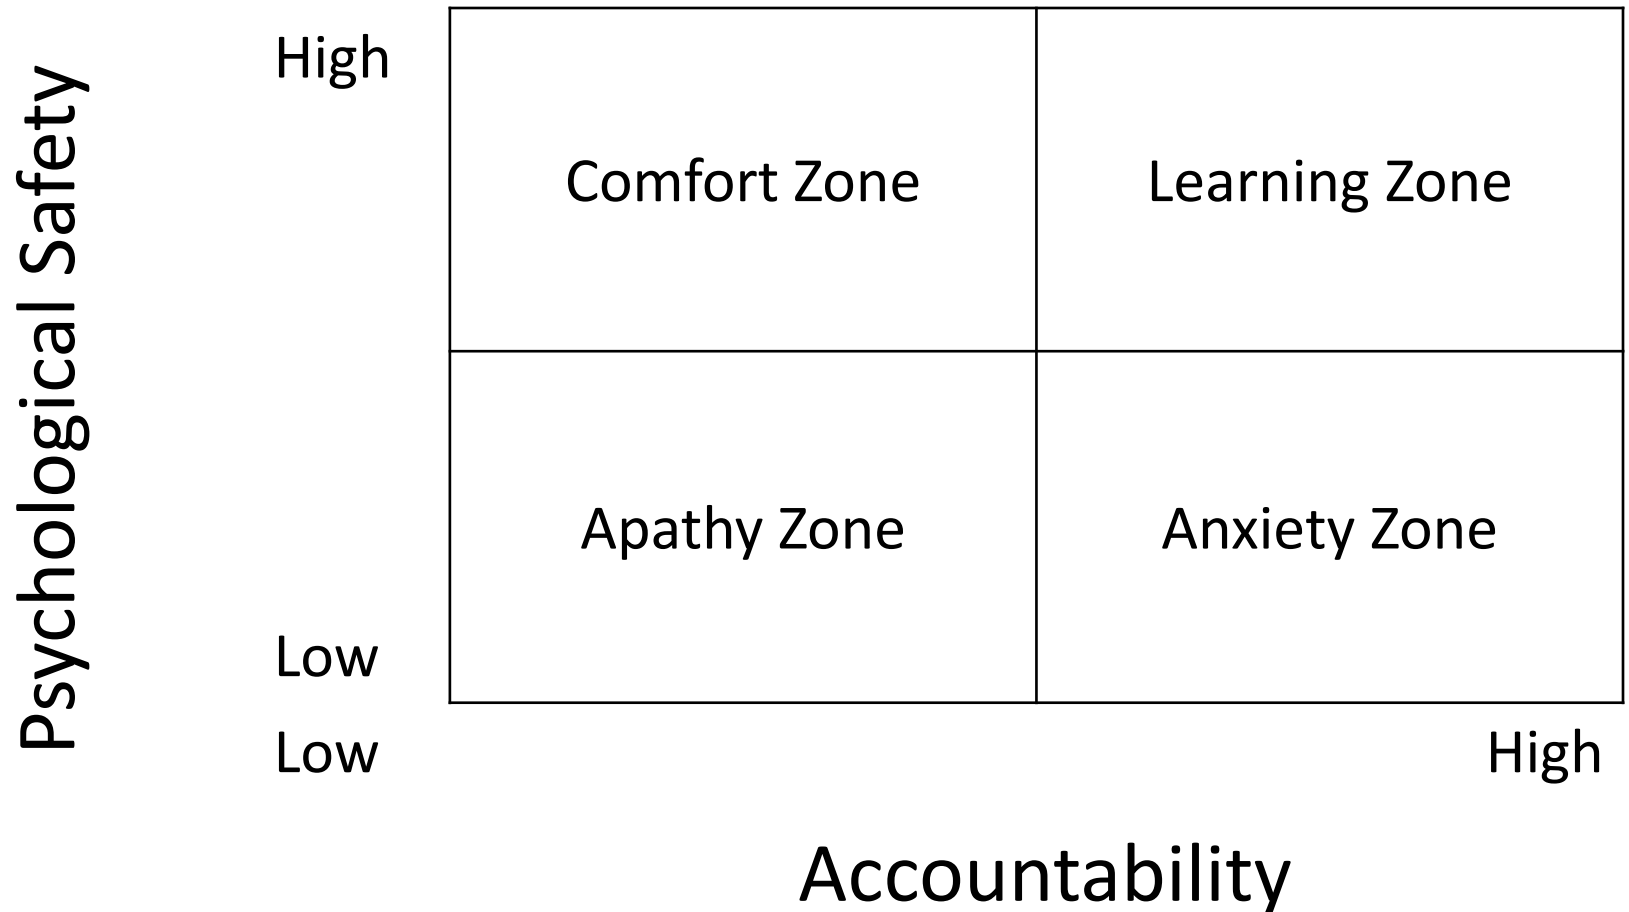 Psychological Safety
High
Comfort Zone
Learning Zone
Apathy Zone
Anxiety Zone
Low
Low
High
Accountability